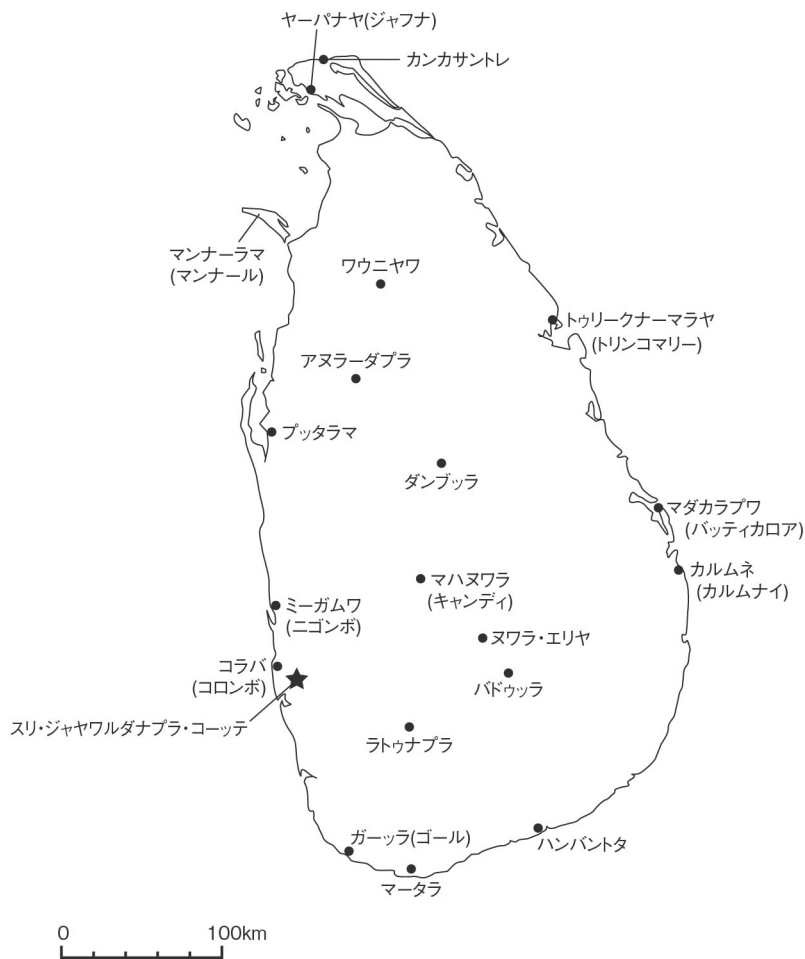 ヤーパナヤ(ジャフナ)
カンカサントレ
マンナーラマ
(マンナール)
ワウニヤワ
トゥリークナーマラヤ
(トリンコマリー)
アヌラーダプラ
プッタラマ
ダンブッラ
マダカラプワ
(バッティカロア)
カルムネ
(カルムナイ)
マハヌワラ
(キャンディ)
ミーガムワ
(ニゴンボ)
ヌワラ・エリヤ
コラバ
(コロンボ)
バドゥッラ
スリ・ジャヤワルダナプラ・コーッテ
ラトゥナプラ
ガーッラ(ゴール)
ハンバントタ
マータラ
0 100km